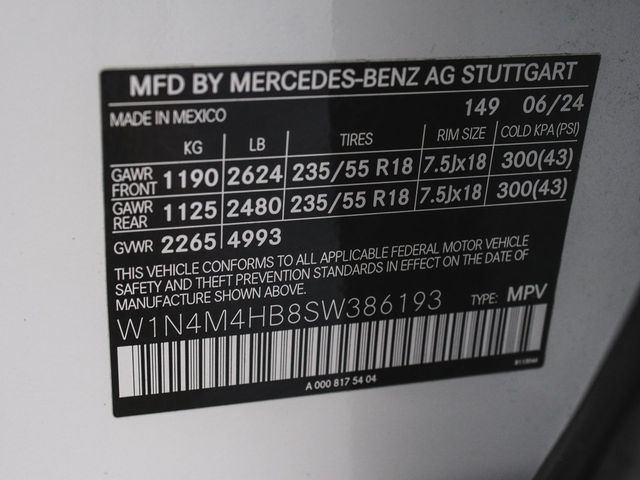 MFD BY MERCEDES-BENZ AG STUTTGART
MADE IN MEXICO 149 06/24
KG LB TIRES RIM SIZE COLD KPA (PSI)
GAWR FRONT 1190 2624 235/55 R18 7.5Jx18 300(43)
GAWR REAR 1125 2480 235/55 R18 7.5Jx18 300(43)
GVWR 2265 4993
THIS VEHICLE CONFORMS TO ALL APPLICABLE FEDERAL MOTOR VEHICLE
SAFETY AND THEFT PREVENTION STANDARDS IN EFFECT ON THE DATE OF
MANUFACTURE SHOWN ABOVE.
W1N4M4HB8SW386193 TYPE: MPV
A 000 817 54 04